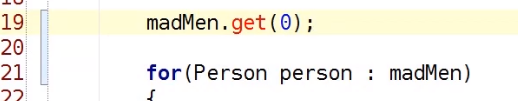 19 madMen.get(0);
20
21 for(Person person : madMen)
22 {